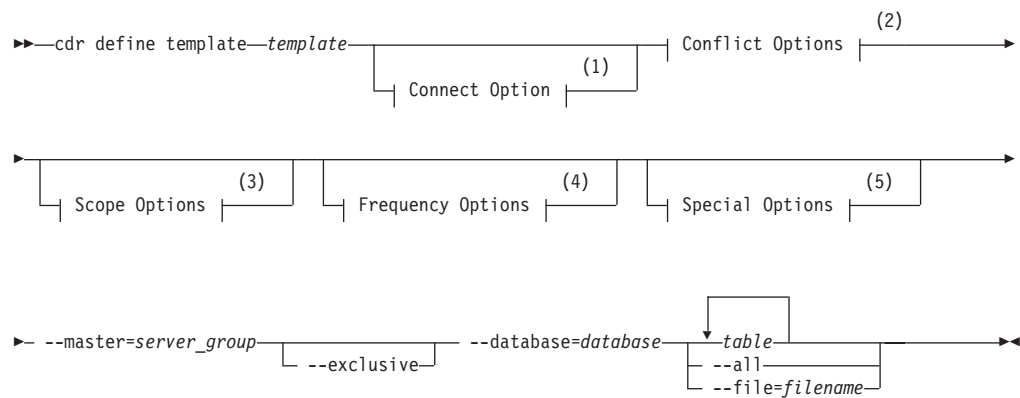 cdr define template template Conflict Options (2)
Connect Option (1)
Scope Options (3) Frequency Options (4) Special Options (5)
--master=server_group --database=database table
--exclusive --all
--file=filename